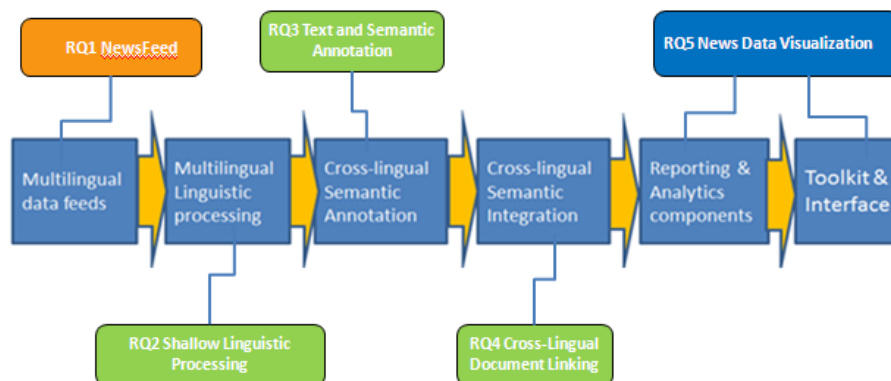 RQ1 NewsFeed
RQ3 Text and Semantic
Annotation
RQ5 News Data Visualization
Multilingual
data feeds
Multilingual
Linguistic
processing
Cross-lingual
Semantic
Annotation
Cross-lingual
Semantic
Integration
Reporting &
Analytics
components
Toolkit &
Interface
RQ2 Shallow Linguistic
Processing
RQ4 Cross-Lingual
Document Linking